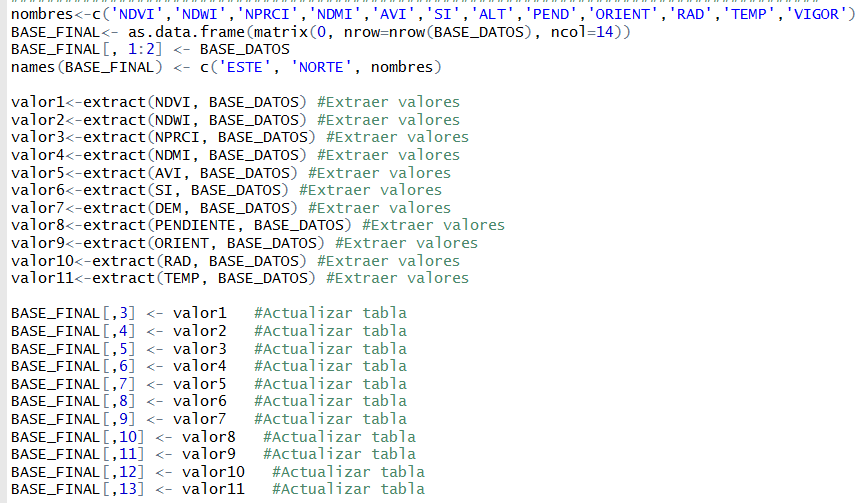 nombres<-c('NDVI','NDWI','NPRCI','NDMI','AVI','SI','ALT','PEND','ORIENT','RAD','TEMP','VIGOR')
BASE_FINAL<- as.data.frame(matrix(0, nrow=nrow(BASE_DATOS), ncol=14))
BASE_FINAL[, 1:2] <- BASE_DATOS
names(BASE_FINAL) <- c('ESTE', 'NORTE', nombres)
valor1<-extract(NDVI, BASE_DATOS) #Extraer valores
valor2<-extract(NDWI, BASE_DATOS) #Extraer valores
valor3<-extract(NPRCI, BASE_DATOS) #Extraer valores
valor4<-extract(NDMI, BASE_DATOS) #Extraer valores
valor5<-extract(AVI, BASE_DATOS) #Extraer valores
valor6<-extract(SI, BASE_DATOS) #Extraer valores
valor7<-extract(DEM, BASE_DATOS) #Extraer valores
valor8<-extract(PENDIENTE, BASE_DATOS) #Extraer valores
valor9<-extract(ORIENT, BASE_DATOS) #Extraer valores
valor10<-extract(RAD, BASE_DATOS) #Extraer valores
valor11<-extract(TEMP, BASE_DATOS) #Extraer valores
BASE_FINAL[,3] <- valor1   #Actualizar tabla
BASE_FINAL[,4] <- valor2   #Actualizar tabla
BASE_FINAL[,5] <- valor3   #Actualizar tabla
BASE_FINAL[,6] <- valor4   #Actualizar tabla
BASE_FINAL[,7] <- valor5   #Actualizar tabla
BASE_FINAL[,8] <- valor6   #Actualizar tabla
BASE_FINAL[,9] <- valor7   #Actualizar tabla
BASE_FINAL[,10] <- valor8   #Actualizar tabla
BASE_FINAL[,11] <- valor9   #Actualizar tabla
BASE_FINAL[,12] <- valor10   #Actualizar tabla
BASE_FINAL[,13] <- valor11   #Actualizar tabla